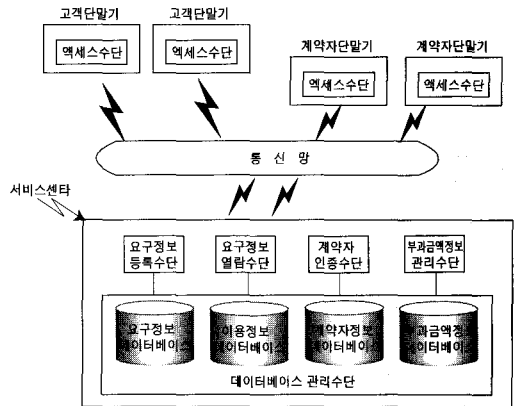 고객단말기
고객단말기
엑세스수단
엑세스수단
계약자단말기
계약자단말기
엑세스수단
엑세스수단
통 신 망
서비스센타
요구정보
등록수단
요구정보
열람수단
계약자
인증수단
부과금액정보
관리수단
요구정보
데이터베이스
이용정보
데이터베이스
계약자정보
데이터베이스
부과금액정보
데이터베이스
데이터베이스 관리수단